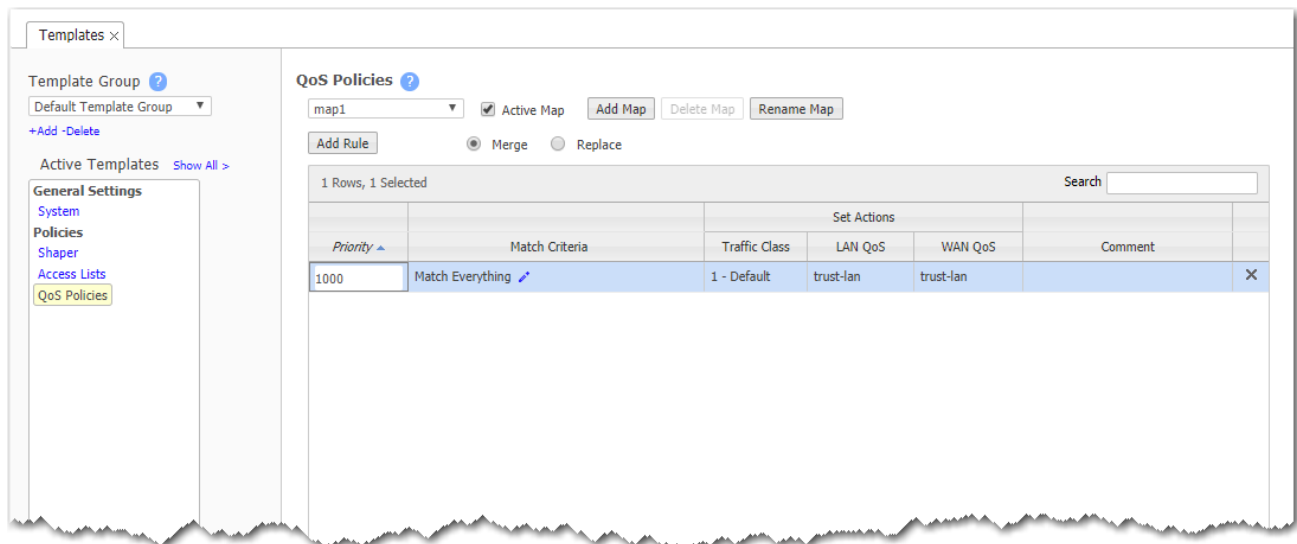 Templates ×
Template Group ?
Default Template Group
+Add -Delete
Active Templates Show All >
General Settings
System
Policies
Shaper
Access Lists
QoS Policies
QoS Policies ?
map1 Active Map Add Map Delete Map Rename Map
Add Rule Merge Replace
1 Rows, 1 Selected Search
Set Actions
Priority Match Criteria Traffic Class LAN QoS WAN QoS Comment
1000 Match Everything 1 - Default trust-lan trust-lan ×